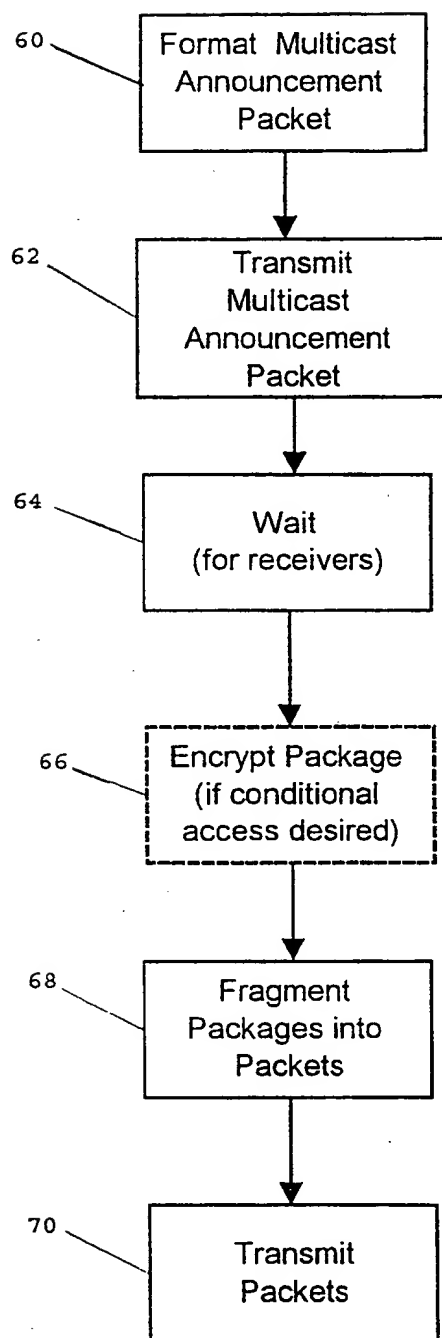 60
Format Multicast
Announcement
Packet
62
Transmit
Multicast
Announcement
Packet
64
Wait
(for receivers)
66
Encrypt Package
(if conditional
access desired)
68
Fragment
Packages into
Packets
70
Transmit
Packets